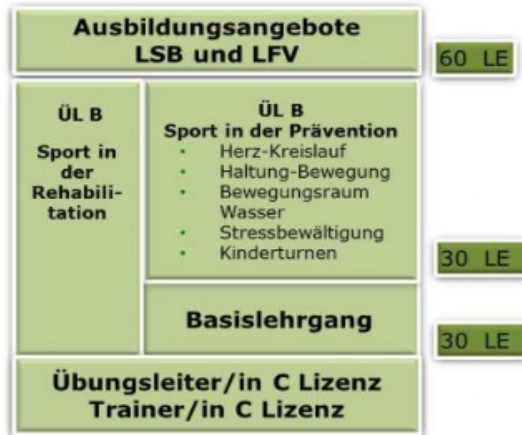 Ausbildungsangebote
LSB und LFV
60 LE
ÜL B
Sport in
der
Rehabili-
tation
ÜL B
Sport in der Prävention
• Herz-Kreislauf
• Haltung-Bewegung
• Bewegungsraum
Wasser
• Stressbewältigung
• Kinderturnen
30 LE
Basislehrgang
30 LE
Übungsleiter/in C Lizenz
Trainer/in C Lizenz